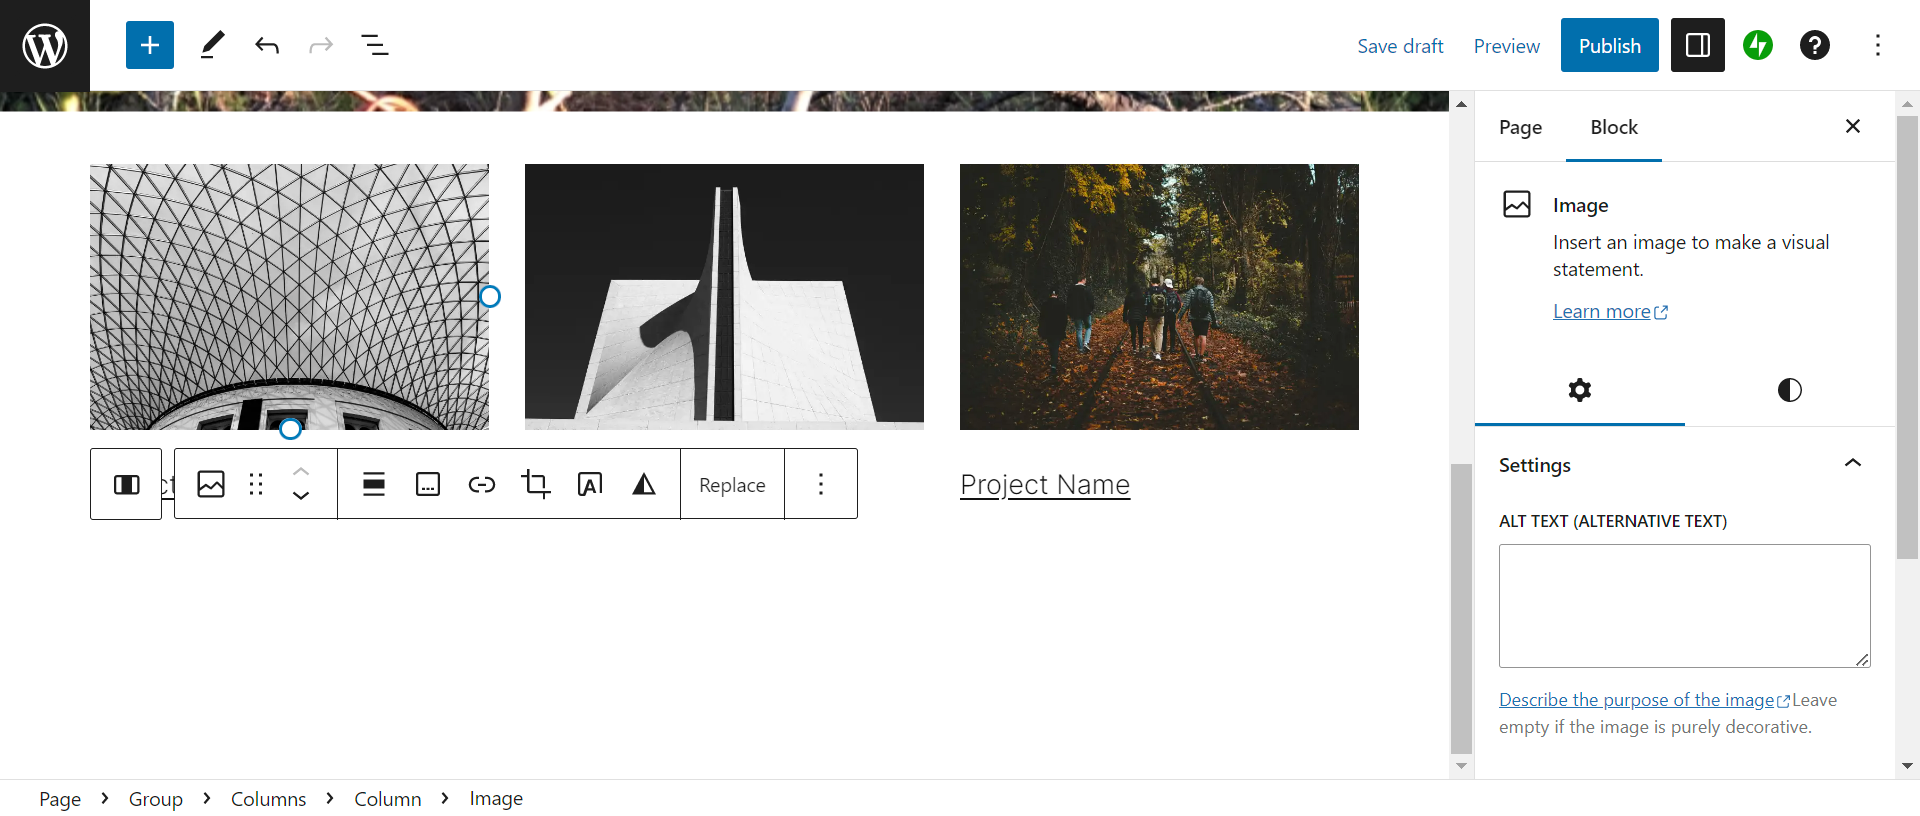 Save draft
Preview
Publish
Page
Block
Image
Insert an image to make a visual
statement.
Learn more
Settings
ALT TEXT (ALTERNATIVE TEXT)
Describe the purpose of the image Leave
empty if the image is purely decorative.
ct
Replace
Project Name
Page
Group
Columns
Column
Image